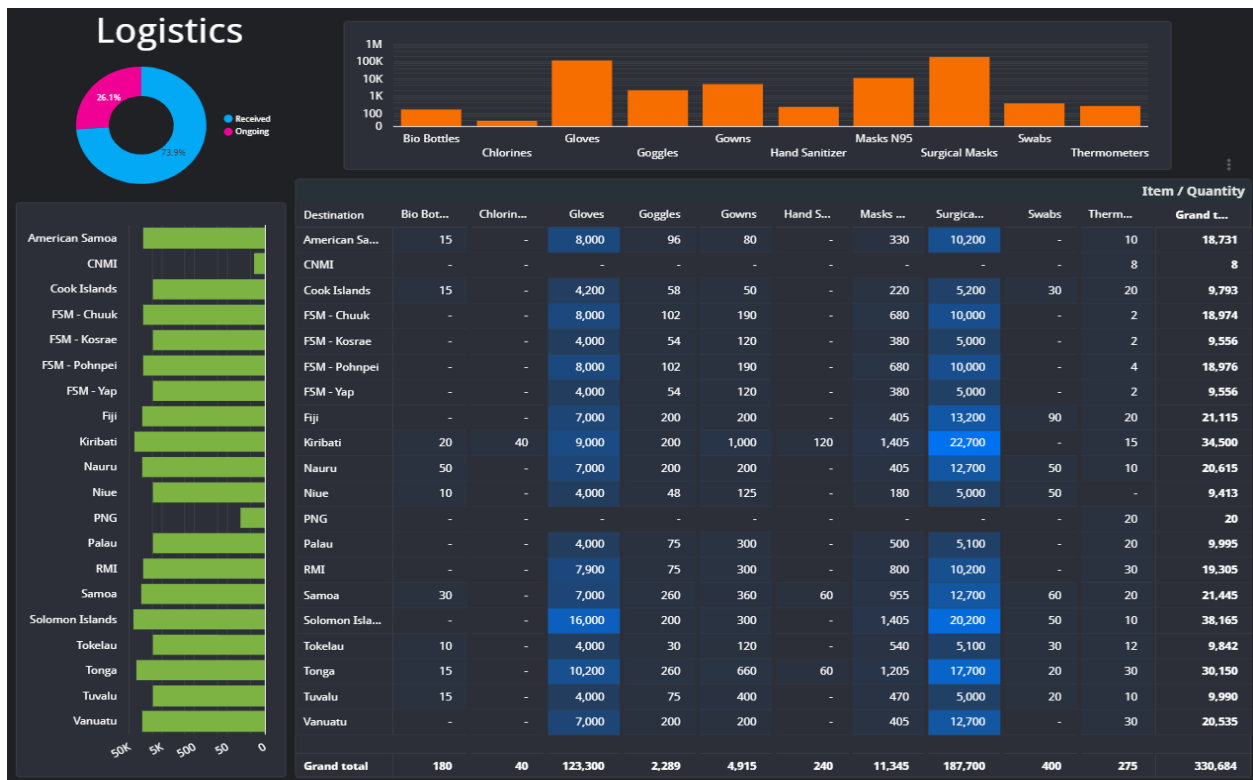 Logistics
26.1%
73.9%
Received
Ongoing
1M
100K
10K
1K
100
0
Bio Bottles Chlorines Gloves Goggles Gowns Hand Sanitizer Masks N95 Surgical Masks Swabs Thermometers
American Samoa
CNMI
Cook Islands
FSM - Chuuk
FSM - Kosrae
FSM - Pohnpei
FSM - Yap
Fiji
Kiribati
Nauru
Niue
PNG
Palau
RMI
Samoa
Solomon Islands
Tokelau
Tonga
Tuvalu
Vanuatu
50K 5K 500 50 0
Item / Quantity
Destination Bio Bot... Chlorin... Gloves Goggles Gowns Hand S... Masks ... Surgica... Swabs Therm... Grand t...
American Sa... 15 - 8,000 96 80 - 330 10,200 - 10 18,731
CNMI - - - - - - - - - 8 8
Cook Islands 15 - 4,200 58 50 - 220 5,200 30 20 9,793
FSM - Chuuk - - 8,000 102 190 - 680 10,000 - 2 18,974
FSM - Kosrae - - 4,000 54 120 - 380 5,000 - 2 9,556
FSM - Pohnpei - - 8,000 102 190 - 680 10,000 - 4 18,976
FSM - Yap - - 4,000 54 120 - 380 5,000 - 2 9,556
Fiji - - 7,000 200 200 - 405 13,200 90 20 21,115
Kiribati 20 40 9,000 200 1,000 120 1,405 22,700 - 15 34,500
Nauru 50 - 7,000 200 200 - 405 12,700 50 10 20,615
Niue 10 - 4,000 48 125 - 180 5,000 50 - 9,413
PNG - - - - - - - - - 20 20
Palau - - 4,000 75 300 - 500 5,100 - 20 9,995
RMI - - 7,900 75 300 - 800 10,200 - 30 19,305
Samoa 30 - 7,000 260 360 60 955 12,700 60 20 21,445
Solomon Isla... - - 16,000 200 300 - 1,405 20,200 50 10 38,165
Tokelau 10 - 4,000 30 120 - 540 5,100 30 12 9,842
Tonga 15 - 10,200 260 660 60 1,205 17,700 20 30 30,150
Tuvalu 15 - 4,000 75 400 - 470 5,000 20 10 9,990
Vanuatu - - 7,000 200 200 - 405 12,700 - 30 20,535
Grand total 180 40 123,300 2,289 4,915 240 11,345 187,700 400 275 330,684